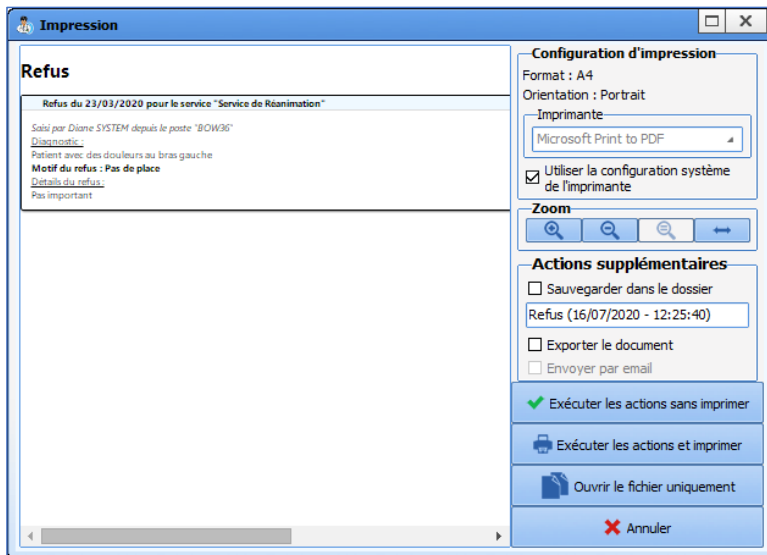 Impression
Refus
Refus du 23/03/2020 pour le service "Service de Réanimation"
Saisi par Diane SYSTEM depuis le poste "BOW36"
Diagnostic :
Patient avec des douleurs au bras gauche
Motif du refus : Pas de place
Détails du refus :
Pas important
Configuration d'impression
Format : A4
Orientation : Portrait
Imprimante
Microsoft Print to PDF
Utiliser la configuration système
de l'imprimante
Zoom
Actions supplémentaires
Sauvegarder dans le dossier
Refus (16/07/2020 - 12:25:40)
Exporter le document
Envoyer par email
Exécuter les actions sans imprimer
Exécuter les actions et imprimer
Ouvrir le fichier uniquement
Annuler